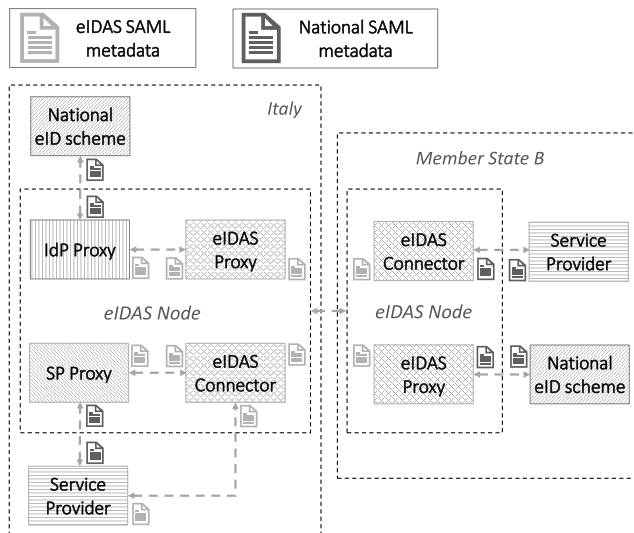 eIDAS SAML
metadata
National SAML
metadata
Italy
National
eID scheme
Member State B
IdP Proxy
eIDAS
Proxy
eIDAS
Connector
Service
Provider
eIDAS Node
eIDAS Node
SP Proxy
eIDAS
Connector
eIDAS
Proxy
National
eID scheme
Service
Provider